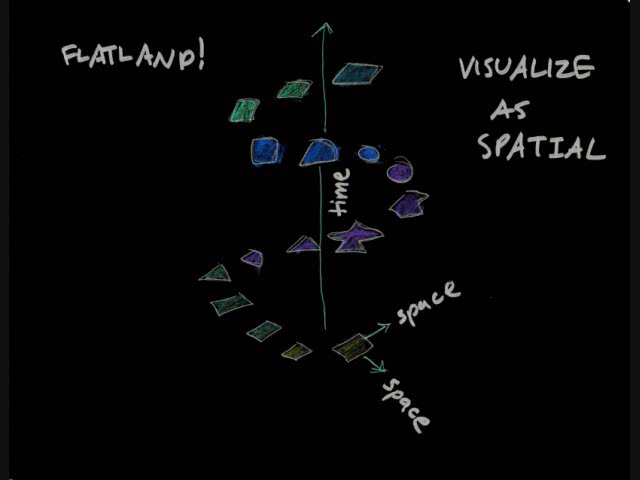 FLATLAND!
VISUALIZE
AS
SPATIAL
time
space
space